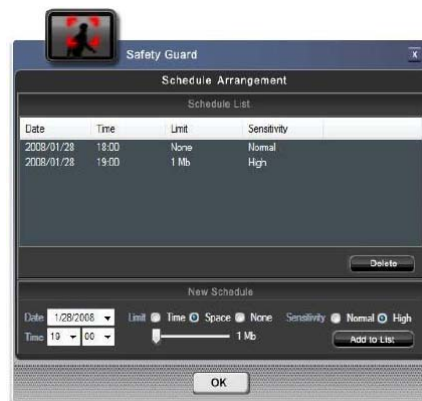 Safety Guard X
Schedule Arrangement
Schedule List
Date Time Limit Sensitivity
2008/01/28 18:00 None Normal
2008/01/28 19:00 1 Mb High
Delete
New Schedule
Date 1/28/2008 Limit Time Space None Sensitivity Normal High
Time 19 00 1 Mb Add to List
OK